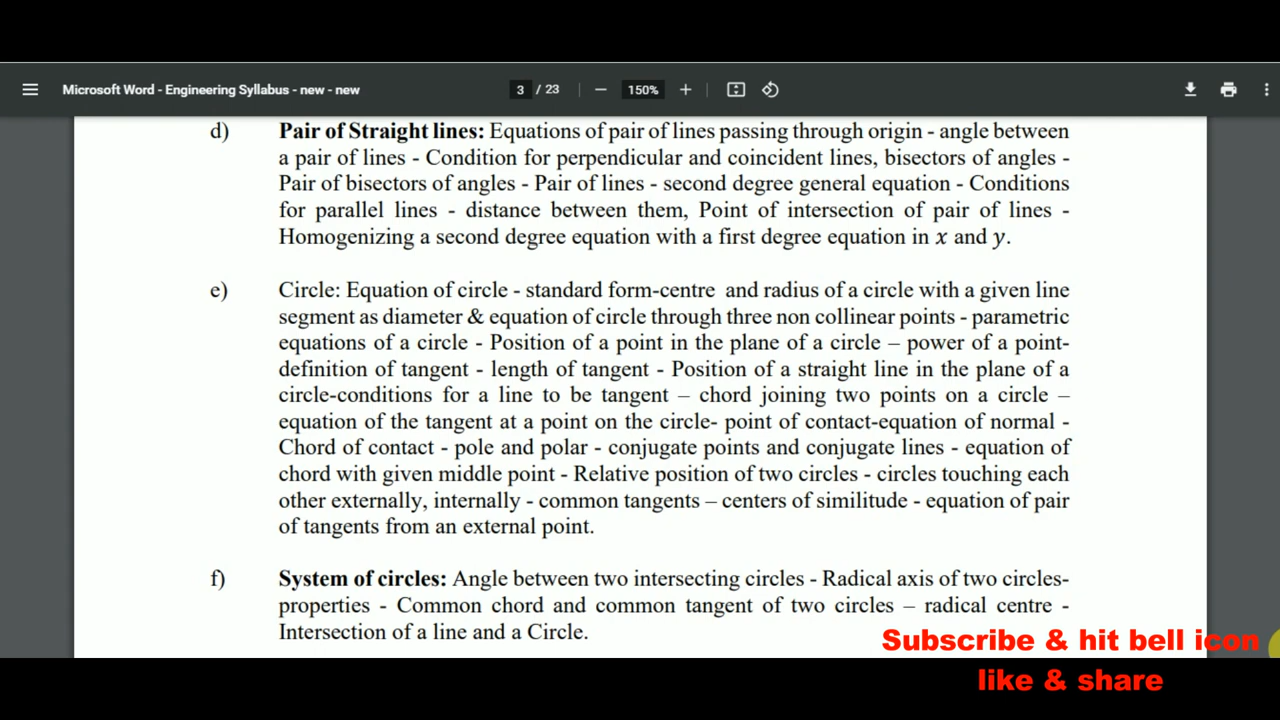 Microsoft Word - Engineering Syllabus - new - new
3 / 23
150%
d) Pair of Straight lines: Equations of pair of lines passing through origin - angle between
a pair of lines - Condition for perpendicular and coincident lines, bisectors of angles -
Pair of bisectors of angles - Pair of lines - second degree general equation - Conditions
for parallel lines - distance between them, Point of intersection of pair of lines -
Homogenizing a second degree equation with a first degree equation in x and y.
e) Circle: Equation of circle - standard form-centre and radius of a circle with a given line
segment as diameter & equation of circle through three non collinear points - parametric
equations of a circle - Position of a point in the plane of a circle – power of a point-
definition of tangent - length of tangent - Position of a straight line in the plane of a
circle-conditions for a line to be tangent – chord joining two points on a circle –
equation of the tangent at a point on the circle- point of contact-equation of normal -
Chord of contact - pole and polar - conjugate points and conjugate lines - equation of
chord with given middle point - Relative position of two circles - circles touching each
other externally, internally - common tangents – centers of similitude - equation of pair
of tangents from an external point.
f) System of circles: Angle between two intersecting circles - Radical axis of two circles-
properties - Common chord and common tangent of two circles – radical centre -
Intersection of a line and a Circle.
Subscribe & hit bell icon
like & share